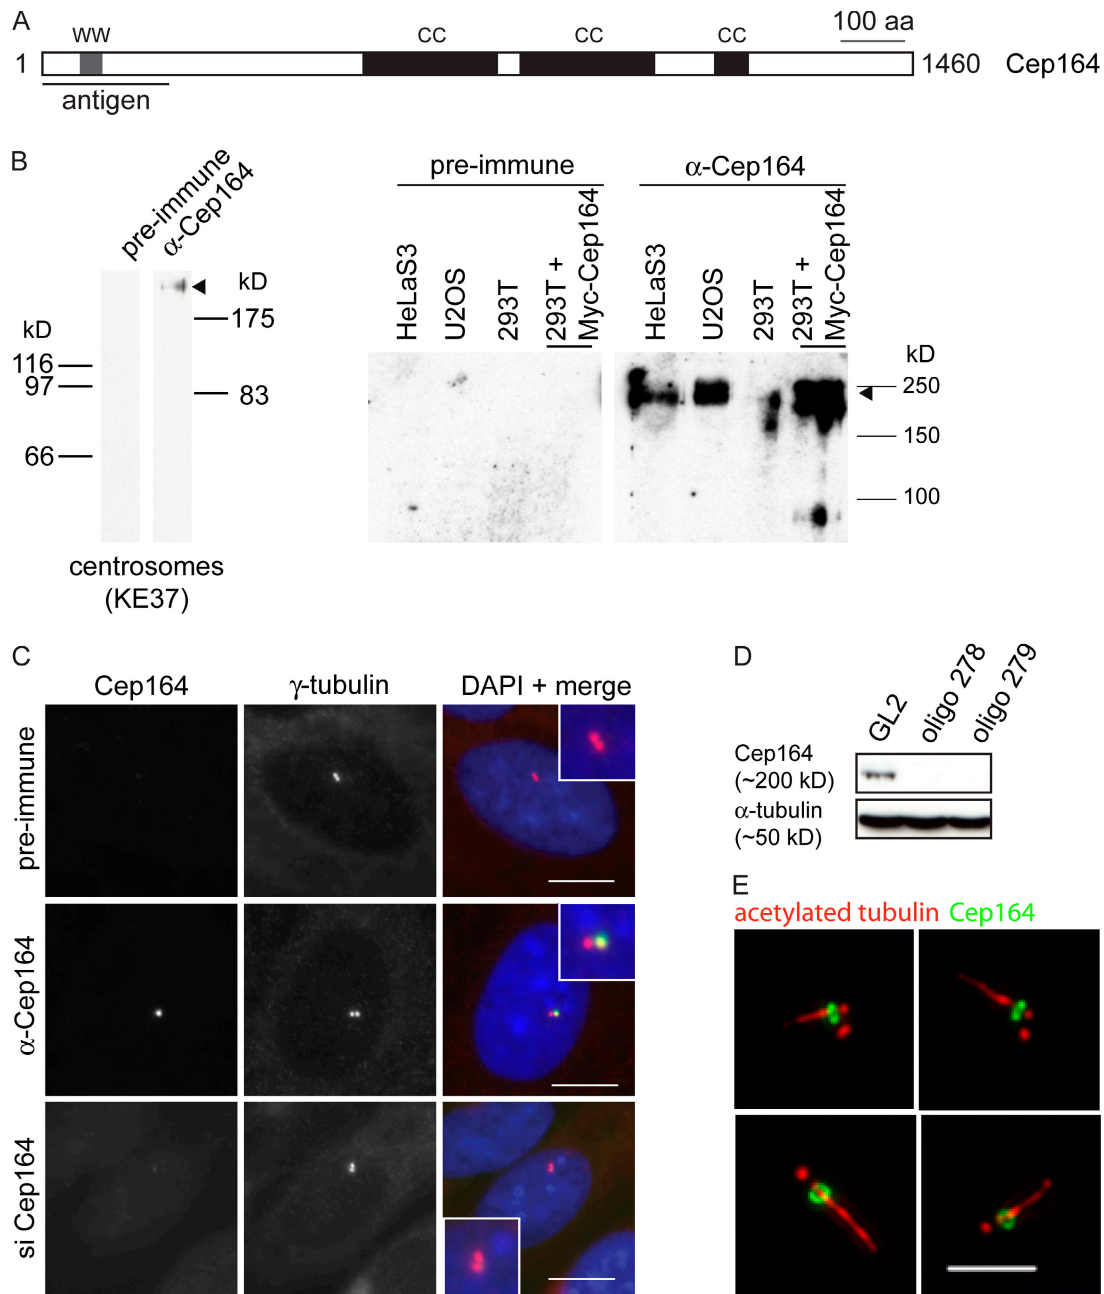 A
WW CC CC CC 100 aa
1 1460 Cep164
antigen
B
pre-immune
α-Cep164
kD
175
83
kD
116
97
66
centrosomes
(KE37)
pre-immune α-Cep164
HeLaS3
U2OS
293T
293T +
Myc-Cep164
HeLaS3
U2OS
293T
293T +
Myc-Cep164
kD
250
150
100
C
Cep164 γ-tubulin DAPI + merge
pre-immune
α-Cep164
si Cep164
D
GL2
oligo 278
oligo 279
Cep164
(~200 kD)
α-tubulin
(~50 kD)
E
acetylated tubulin Cep164